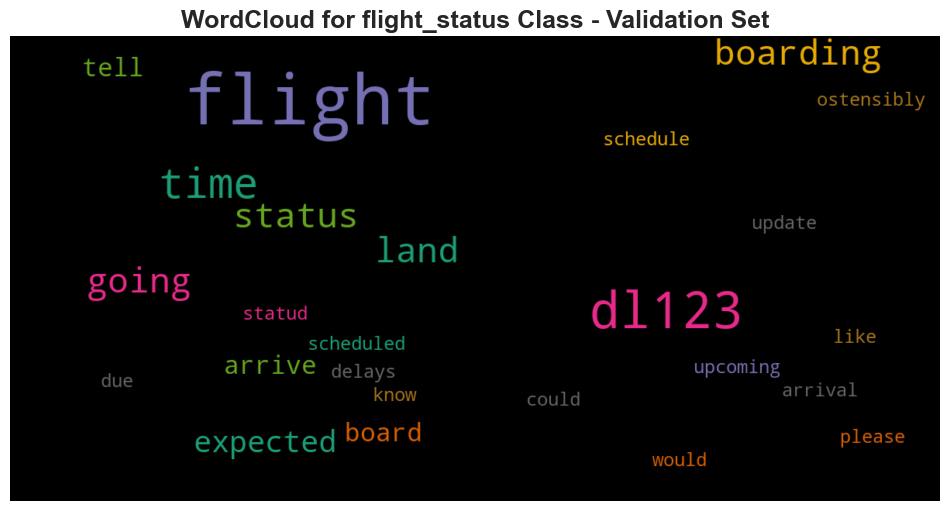 WordCloud for flight_status Class - Validation Set
boarding
tell
flight
ostensibly
schedule
time
status
update
land
going
dl123
statud
like
scheduled
arrive
delays
upcoming
due
know
arrival
could
board
expected
please
would